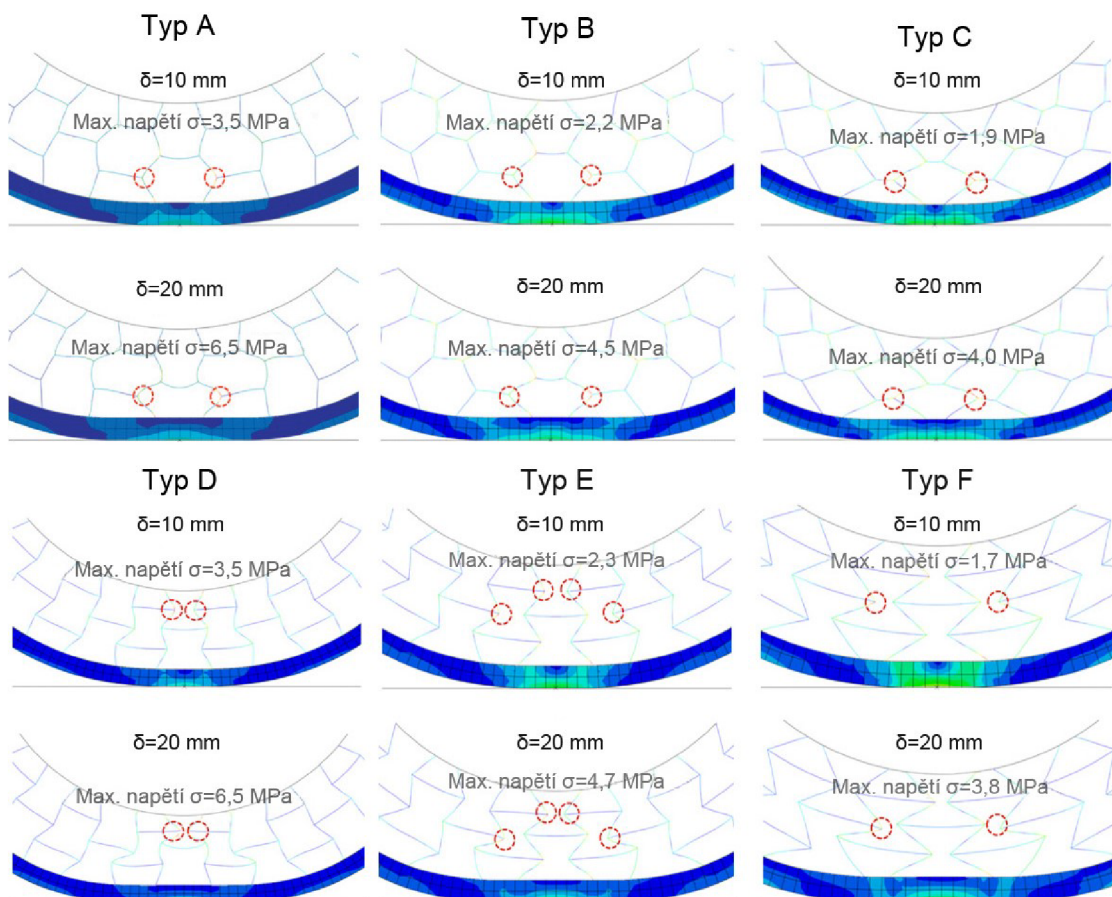 Typ A
δ=10 mm
Max. napětí σ=3,5 MPa
δ=20 mm
Max. napětí σ=6,5 MPa
Typ B
δ=10 mm
Max. napětí σ=2,2 MPa
δ=20 mm
Max. napětí σ=4,5 MPa
Typ C
δ=10 mm
Max. napětí σ=1,9 MPa
δ=20 mm
Max. napětí σ=4,0 MPa
Typ D
δ=10 mm
Max. napětí σ=3,5 MPa
δ=20 mm
Max. napětí σ=6,5 MPa
Typ E
δ=10 mm
Max. napětí σ=2,3 MPa
δ=20 mm
Max. napětí σ=4,7 MPa
Typ F
δ=10 mm
Max. napětí σ=1,7 MPa
δ=20 mm
Max. napětí σ=3,8 MPa